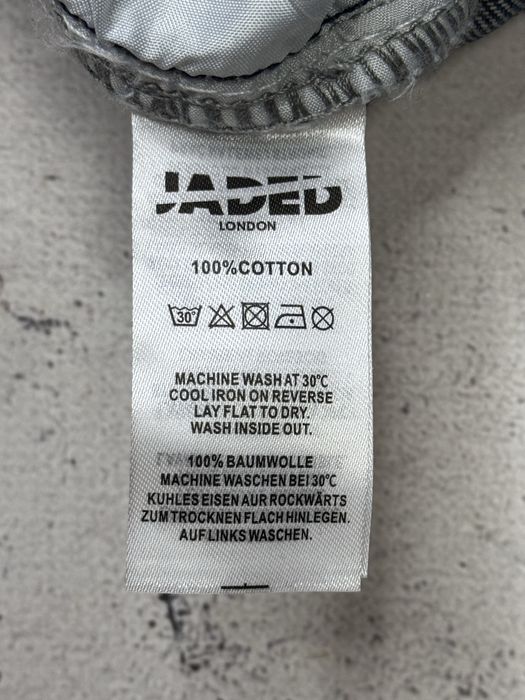 JADED
LONDON
100%COTTON
30°
MACHINE WASH AT 30°C
COOL IRON ON REVERSE
LAY FLAT TO DRY.
WASH INSIDE OUT.
100% BAUMWOLLE
MACHINE WASCHEN BEI 30°C
KUHLES EISEN AUR ROCKWÄRTS
ZUM TROCKNEN FLACH HINLEGEN.
AUF LINKS WASCHEN.